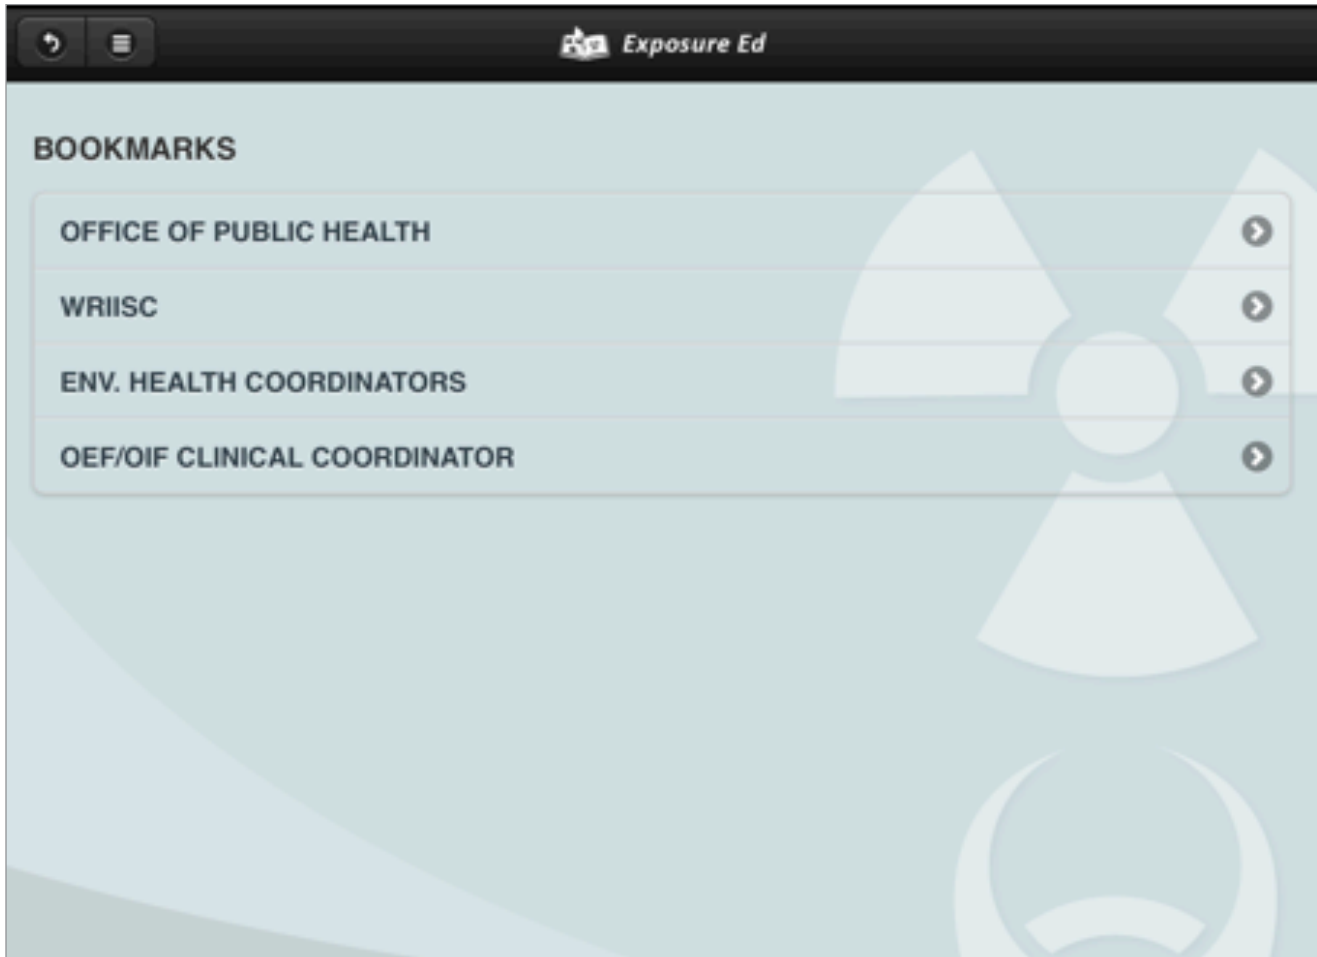 Exposure Ed
BOOKMARKS
OFFICE OF PUBLIC HEALTH
WRIISC
ENV. HEALTH COORDINATORS
OEF/OIF CLINICAL COORDINATOR